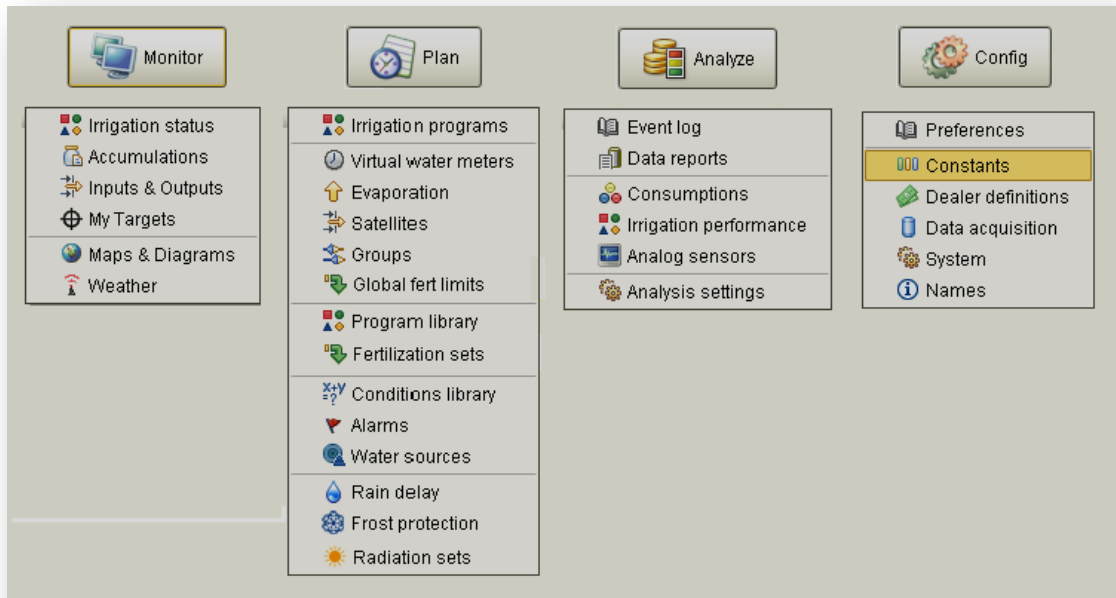 Monitor
Irrigation status
Accumulations
Inputs & Outputs
My Targets
Maps & Diagrams
Weather
Plan
Irrigation programs
Virtual water meters
Evaporation
Satellites
Groups
Global fert limits
Program library
Fertilization sets
x+y
=?
Conditions library
Alarms
Water sources
Rain delay
Frost protection
Radiation sets
Analyze
Event log
Data reports
Consumptions
Irrigation performance
Analog sensors
Analysis settings
Config
Preferences
Constants
Dealer definitions
Data acquisition
System
Names